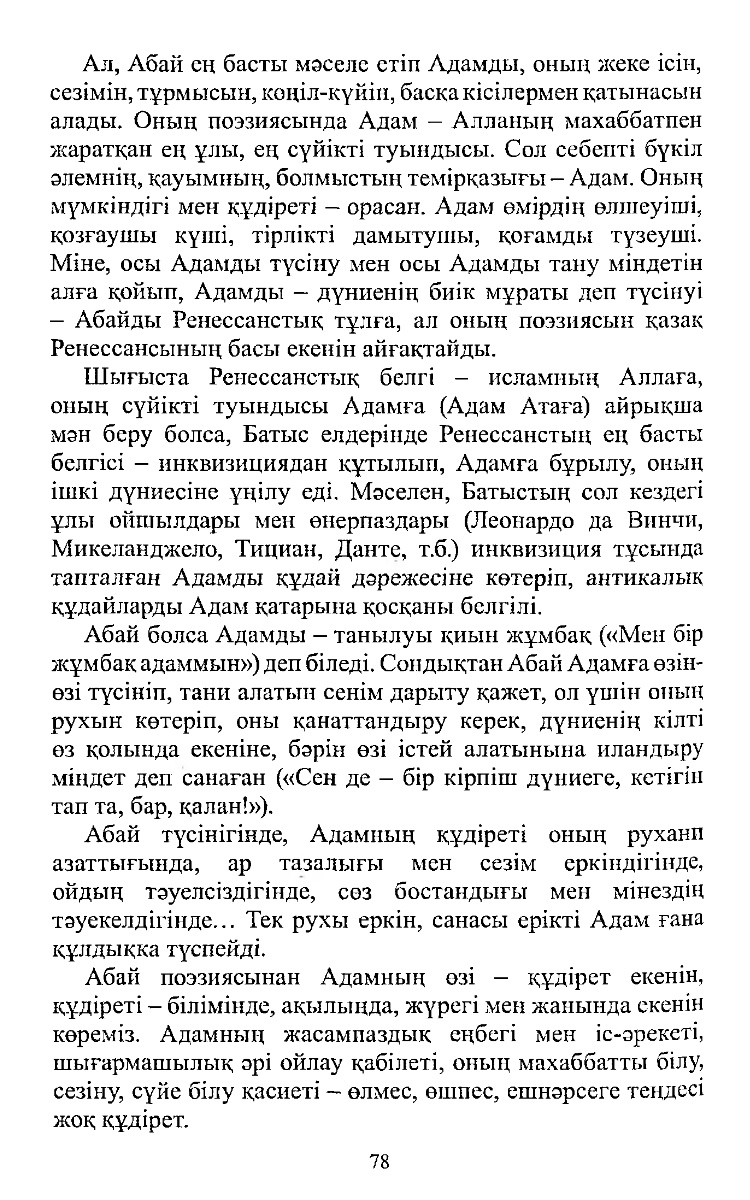 Ал, Абай ең басты мәселе етіп Адамды, оның жеке ісін,
сезімін, тұрмысын, көңіл-күйін, басқа кісілермен қатынасын
алады. Оның поэзиясында Адам – Алланың махаббатпен
жаратқан ең ұлы, ең сүйікті туындысы. Сол себепті бүкіл
әлемнің, қауымның, болмыстың темірқазығы – Адам. Оның
мүмкіндігі мен құдіреті – орасан. Адам өмірдің өлшеуіші,
қозғаушы күші, тірлікті дамытушы, қоғамды түзеуші.
Міне, осы Адамды түсіну мен осы Адамды тану міндетін
алға қойып, Адамды – дүниенің биік мұраты деп түсінуі
– Абайды Ренессанстық тұлға, ал оның поэзиясын қазақ
Ренессансының басы екенін айғақтайды.
Шығыста Ренессанстық белгі – исламның Аллаға,
оның сүйікті туындысы Адамға (Адам Атаға) айрықша
мән беру болса, Батыс елдерінде Ренессанстың ең басты
белгісі – инквизициядан құтылып, Адамға бұрылу, оның
ішкі дүниесіне үңілу еді. Мәселен, Батыстың сол кездегі
ұлы ойшылдары мен өнерпаздары (Леонардо да Винчи,
Микеланджело, Тициан, Данте, т.б.) инквизиция тұсында
тапталған Адамды құдай дәрежесіне көтеріп, антикалық
құдайларды Адам қатарына қосқаны белгілі.
Абай болса Адамды – танылуы қиын жұмбақ («Мен бір
жұмбақ адаммын») деп біледі. Сондықтан Абай Адамға өзін-
өзі түсініп, тани алатын сенім дарыту қажет, ол үшін оның
рухын көтеріп, оны қанаттандыру керек, дүниенің кілті
өз қолында екеніне, бәрін өзі істей алатынына иландыру
міндет деп санаған («Сен де – бір кірпіш дүниеге, кетігін
тап та, бар, қалан!»).
Абай түсінігінде, Адамның құдіреті оның рухани
азаттығында, ар тазалығы мен сезім еркіндігінде,
ойдың тәуелсіздігінде, сөз бостандығы мен мінездің
тәуекелдігінде... Тек рухы еркін, санасы ерікті Адам ғана
құлдыққа түспейді.
Абай поэзиясынан Адамның өзі – құдірет екенін,
құдіреті – білімінде, ақылында, жүрегі мен жанында екенін
көреміз. Адамның жасампаздық еңбегі мен іс-әрекеті,
шығармашылық әрі ойлау қабілеті, оның махаббатты білу,
сезіну, сүйе білу қасиеті – өлмес, өшпес, ешнәрсеге теңдесі
жоқ құдірет.
78